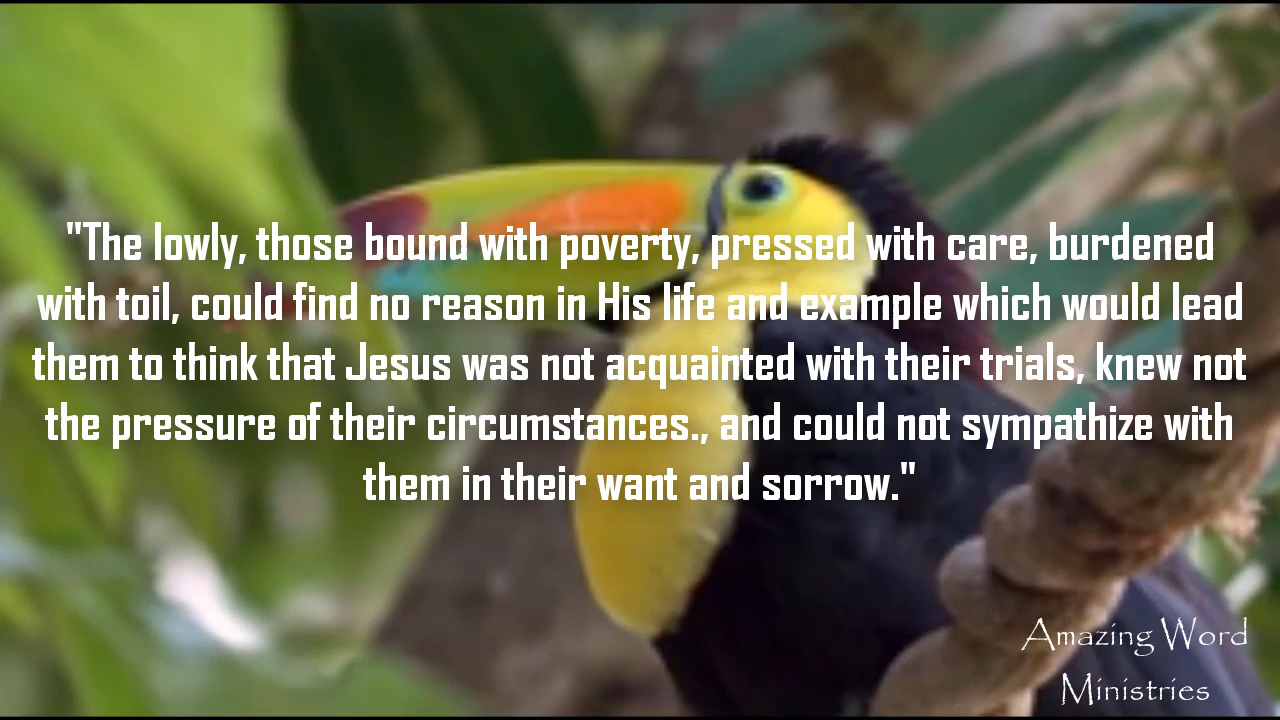 "The lowly, those bound with poverty, pressed with care, burdened
with toil, could find no reason in His life and example which would lead
them to think that Jesus was not acquainted with their trials, knew not
the pressure of their circumstances., and could not sympathize with
them in their want and sorrow."
Amazing Word
Ministries